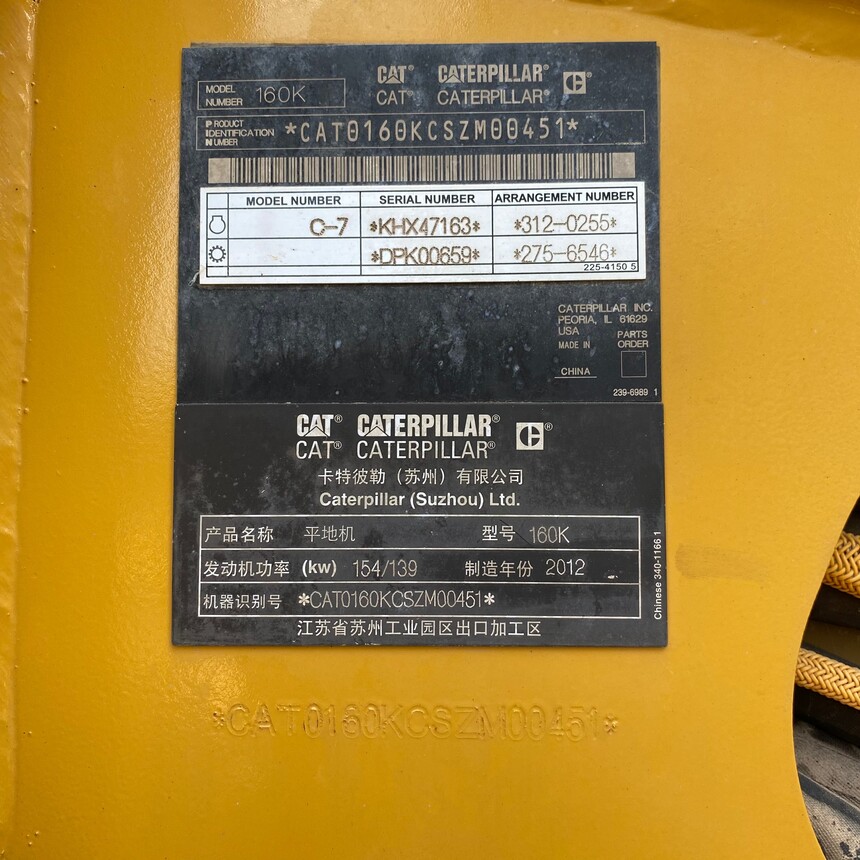 MODEL NUMBER 160K
CAT® CATERPILLAR® C®
CAT® CATERPILLAR®
PRODUCT IDENTIFICATION NUMBER *CAT0160KCSZM00451*
MODEL NUMBER SERIAL NUMBER ARRANGEMENT NUMBER
C-7 *KHX47163* *312-0255*
*DPK00659* *275-6546*
225-4150 5
CATERPILLAR INC.
PEORIA, IL 61629
USA
PARTS ORDER
MADE IN
CHINA
239-6989 1
CAT® CATERPILLAR® C®
CAT® CATERPILLAR®
卡特彼勒（苏州）有限公司
Caterpillar (Suzhou) Ltd.
产品名称 平地机 型号 160K
发动机功率 (kw) 154/139 制造年份 2012
机器识别号 *CAT0160KCSZM00451*
江苏省苏州工业园区出口加工区
Chinese 340-1166 1
*CAT0160KCSZM00451*